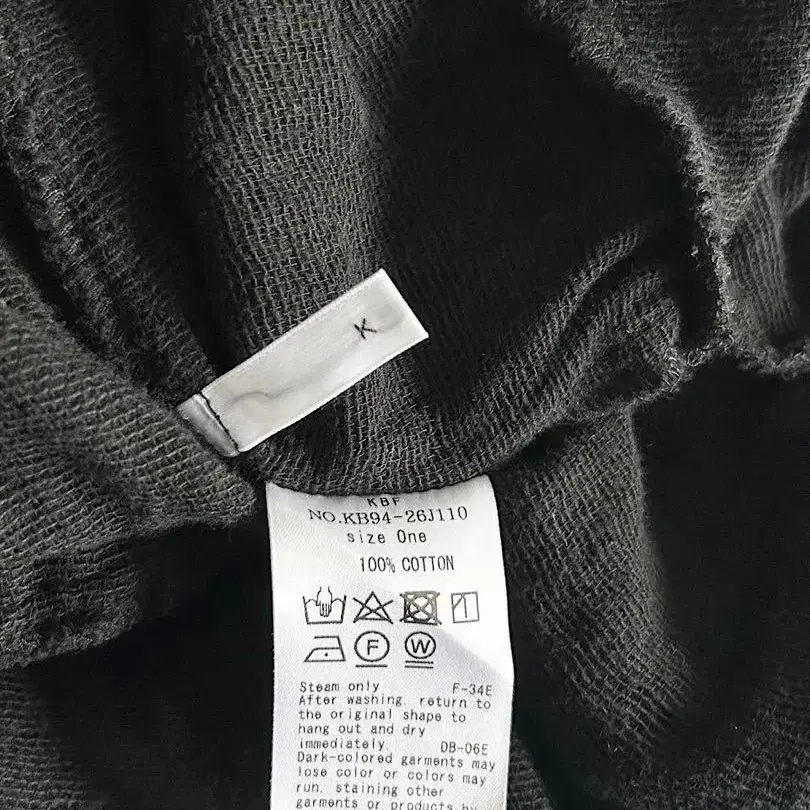 K
KBF
NO.KB94-26J110
size One
100% COTTON
F W
Steam only F-34E
After washing, return to
the original shape to
hang out and dry
immediately. DB-06E
Dark-colored garments may
lose color or colors may
run, staining other
garments or products by